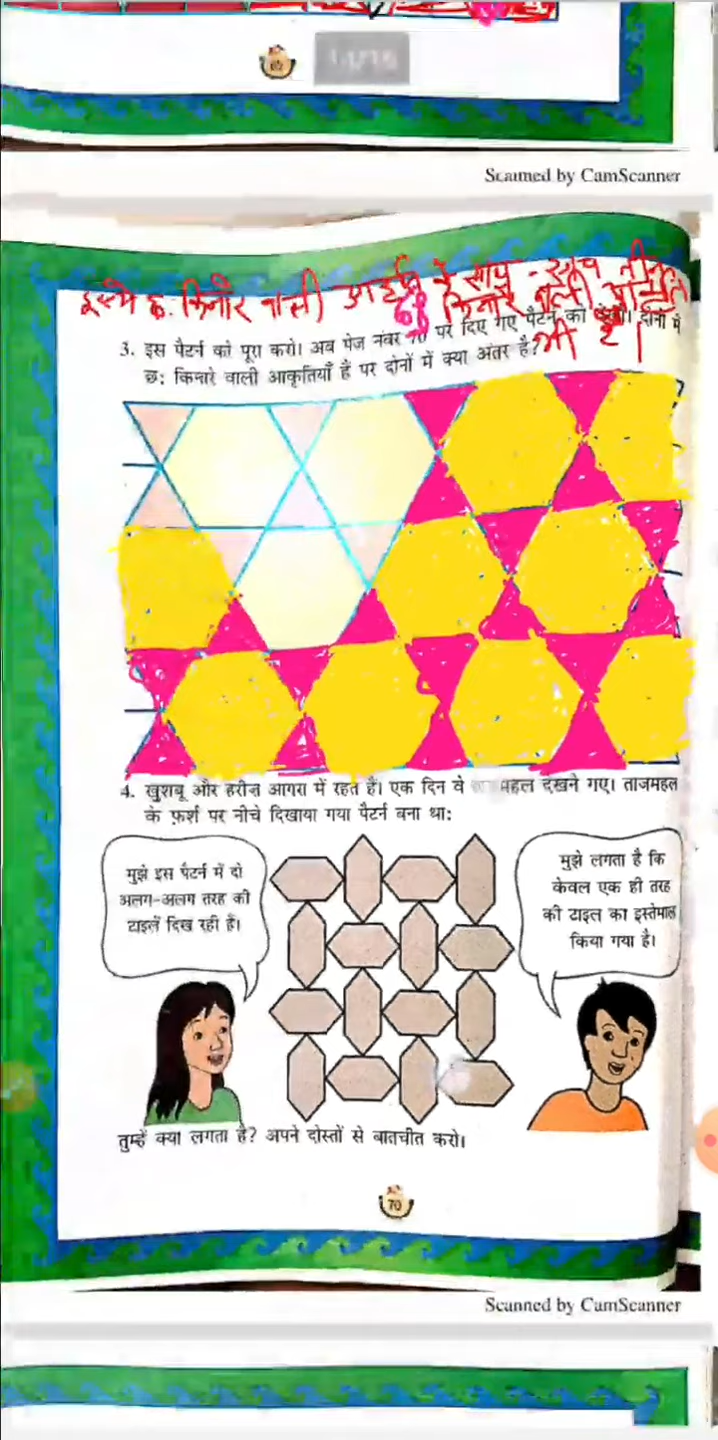 Scanned by CamScanner
इसमे छ: किनारे वाली आकृति के साथ - साथ तीन
68 किनारे वाली आकृति
भी है।
3. इस पैटर्न को पूरा करो। अब पेज नंबर 70 पर दिए गए पैटर्न को देखो। दोनों में
छ: किनारे वाली आकृतियाँ हैं पर दोनों में क्या अंतर है?
4. खुशबू और हरीज़ आगरा में रहते हैं। एक दिन वे महल देखने गए। ताजमहल
के फ़र्श पर नीचे दिखाया गया पैटर्न बना था:
मुझे इस पैटर्न में दो
अलग-अलग तरह की
टाइलें दिख रही हैं।
मुझे लगता है कि
केवल एक ही तरह
की टाइल का इस्तेमाल
किया गया है।
तुम्हें क्या लगता है? अपने दोस्तों से बातचीत करो।
70
Scanned by CamScanner